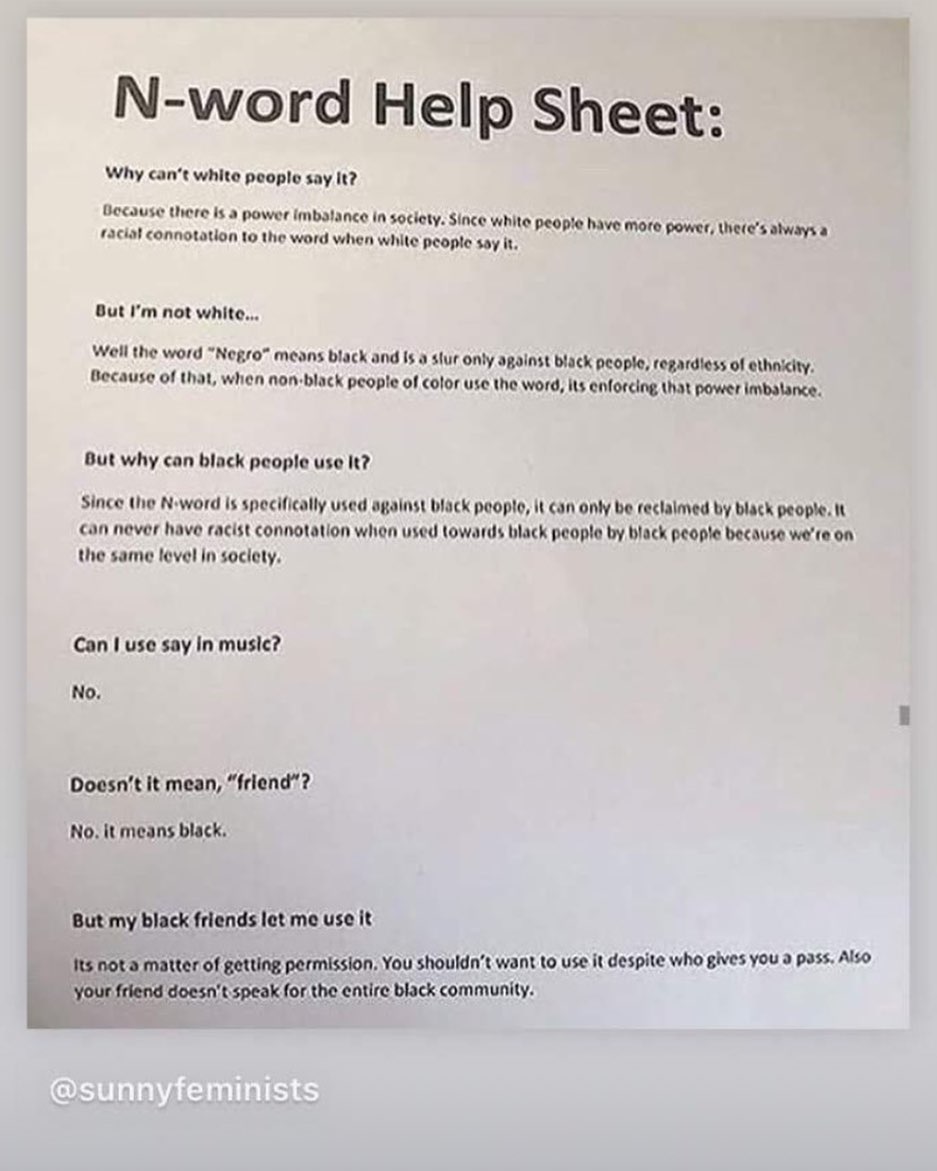 N-word Help Sheet:
Why can't white people say it?
Because there is a power imbalance in society. Since white people have more power, there's always a
racial connotation to the word when white people say it.
But I'm not white...
Well the word "Negro" means black and is a slur only against black people, regardless of ethnicity.
Because of that, when non-black people of color use the word, its enforcing that power imbalance.
But why can black people use it?
Since the N-word is specifically used against black people, it can only be reclaimed by black people. It
can never have racist connotation when used towards black people by black people because we're on
the same level in society.
Can I use say in music?
No.
Doesn't it mean, "friend"?
No. it means black.
But my black friends let me use it
Its not a matter of getting permission. You shouldn't want to use it despite who gives you a pass. Also
your friend doesn't speak for the entire black community.
@sunnyfeminists